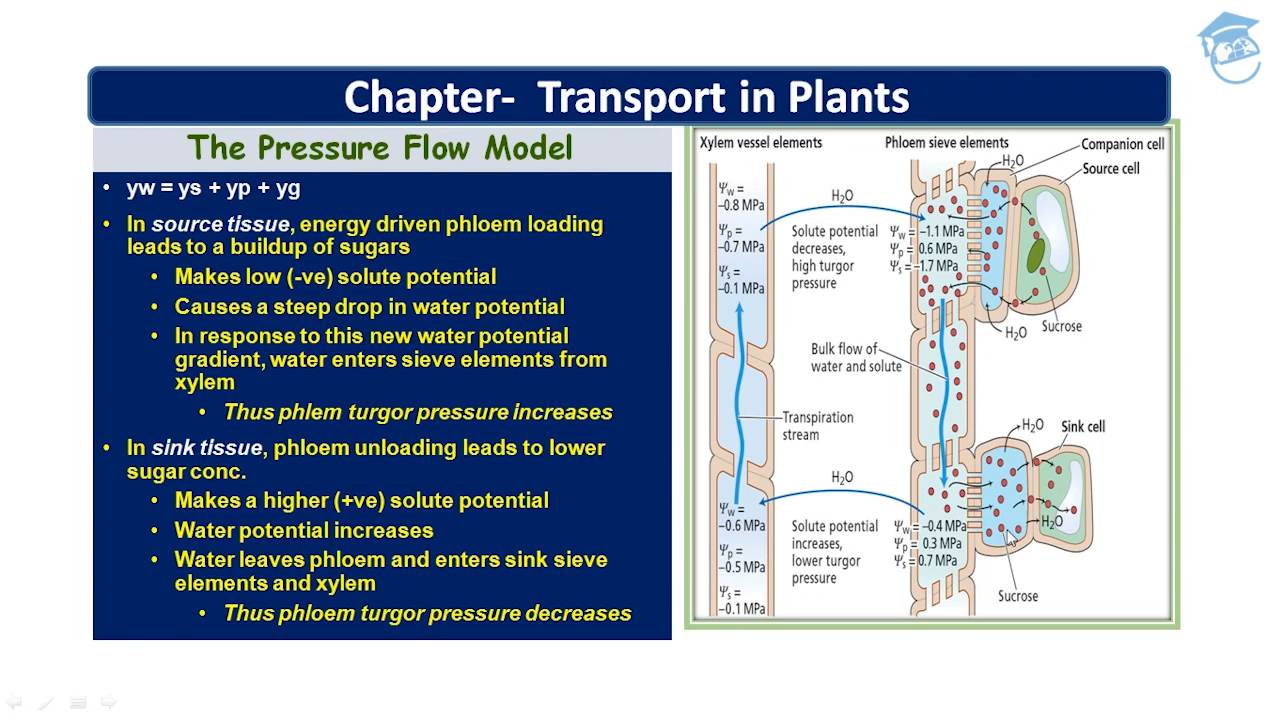 Chapter- Transport in Plants
The Pressure Flow Model
• yw = ys + yp + yg
• In source tissue, energy driven phloem loading
leads to a buildup of sugars
• Makes low (-ve) solute potential
• Causes a steep drop in water potential
• In response to this new water potential
gradient, water enters sieve elements from
xylem
• Thus phlem turgor pressure increases
• In sink tissue, phloem unloading leads to lower
sugar conc.
• Makes a higher (+ve) solute potential
• Water potential increases
• Water leaves phloem and enters sink sieve
elements and xylem
• Thus phloem turgor pressure decreases
Xylem vessel elements
Phloem sieve elements
Companion cell
Source cell
H₂O
Ψw =
–0.8 MPa
Ψp =
–0.7 MPa
Ψs =
–0.1 MPa
H₂O
Solute potential
decreases,
high turgor
pressure
Ψw = –1.1 MPa
Ψp = 0.6 MPa
Ψs = –1.7 MPa
H₂O
Sucrose
Bulk flow of
water and solute
Transpiration
stream
H₂O
Sink cell
H₂O
Ψw =
–0.6 MPa
Ψp =
–0.5 MPa
Ψs =
–0.1 MPa
Solute potential
increases,
lower turgor
pressure
Ψw = –0.4 MPa
Ψp = 0.3 MPa
Ψs = 0.7 MPa
H₂O
Sucrose